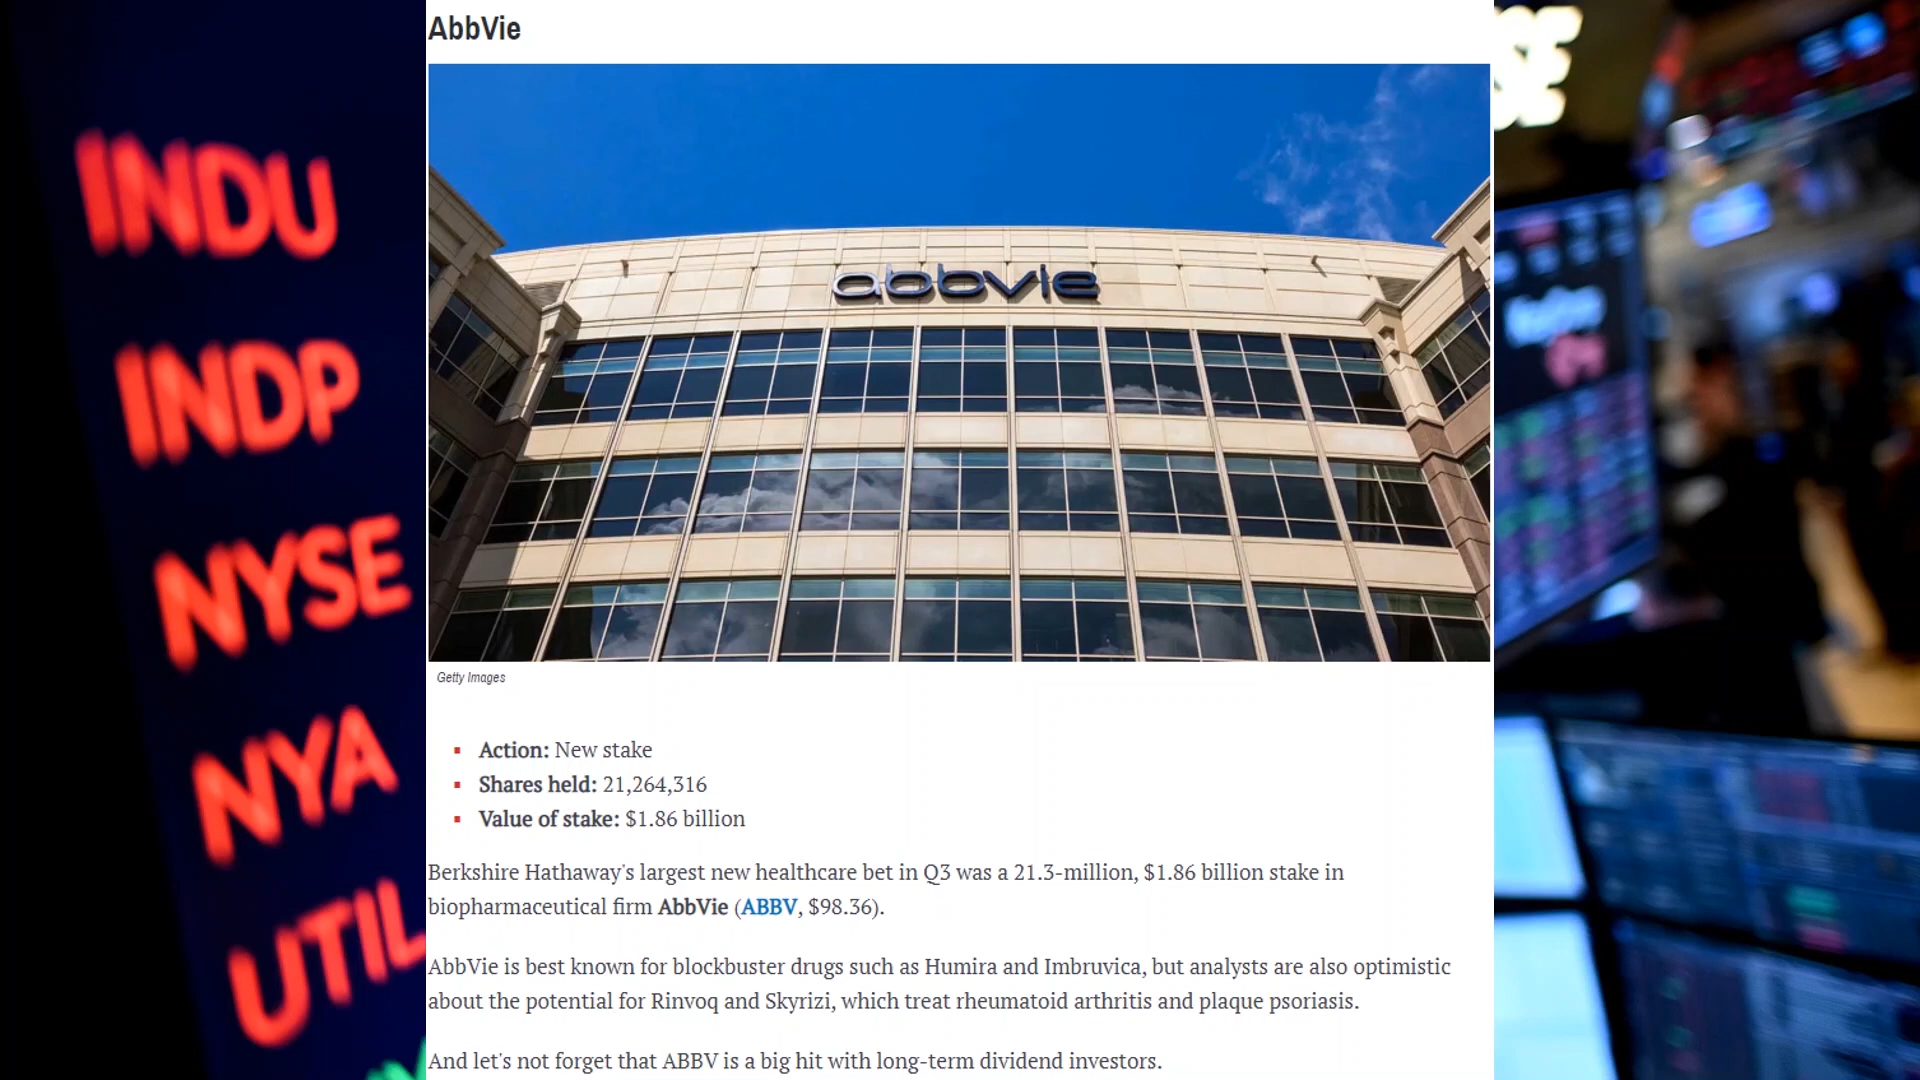 AbbVie
INDU
INDP
NYSE
NYA
UTIL
abbvie
Getty Images
Action: New stake
Shares held: 21,264,316
Value of stake: $1.86 billion
Berkshire Hathaway's largest new healthcare bet in Q3 was a 21.3-million, $1.86 billion stake in
biopharmaceutical firm AbbVie (ABBV, $98.36).
AbbVie is best known for blockbuster drugs such as Humira and Imbruvica, but analysts are also optimistic
about the potential for Rinvoq and Skyrizi, which treat rheumatoid arthritis and plaque psoriasis.
And let's not forget that ABBV is a big hit with long-term dividend investors.